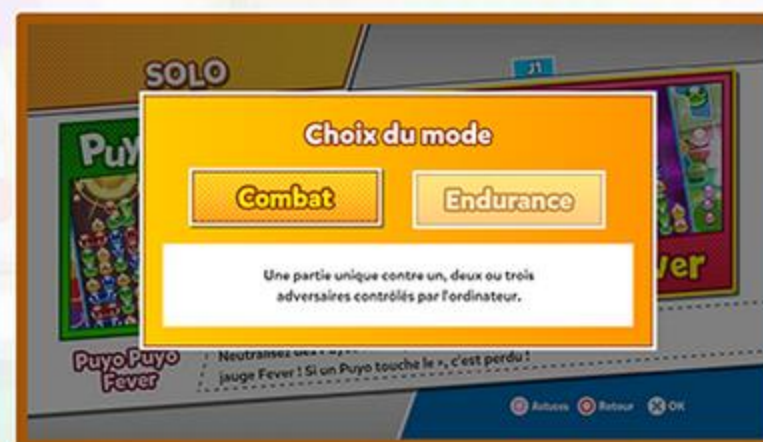 SOLO
J1
Choix du mode
Combat
Endurance
Une partie unique contre un, deux ou trois
adversaires contrôlés par l'ordinateur.
Puyo Puyo
Fever
jauge Fever ! Si un Puyo touche le ×, c'est perdu !
Astuces
Retour
OK